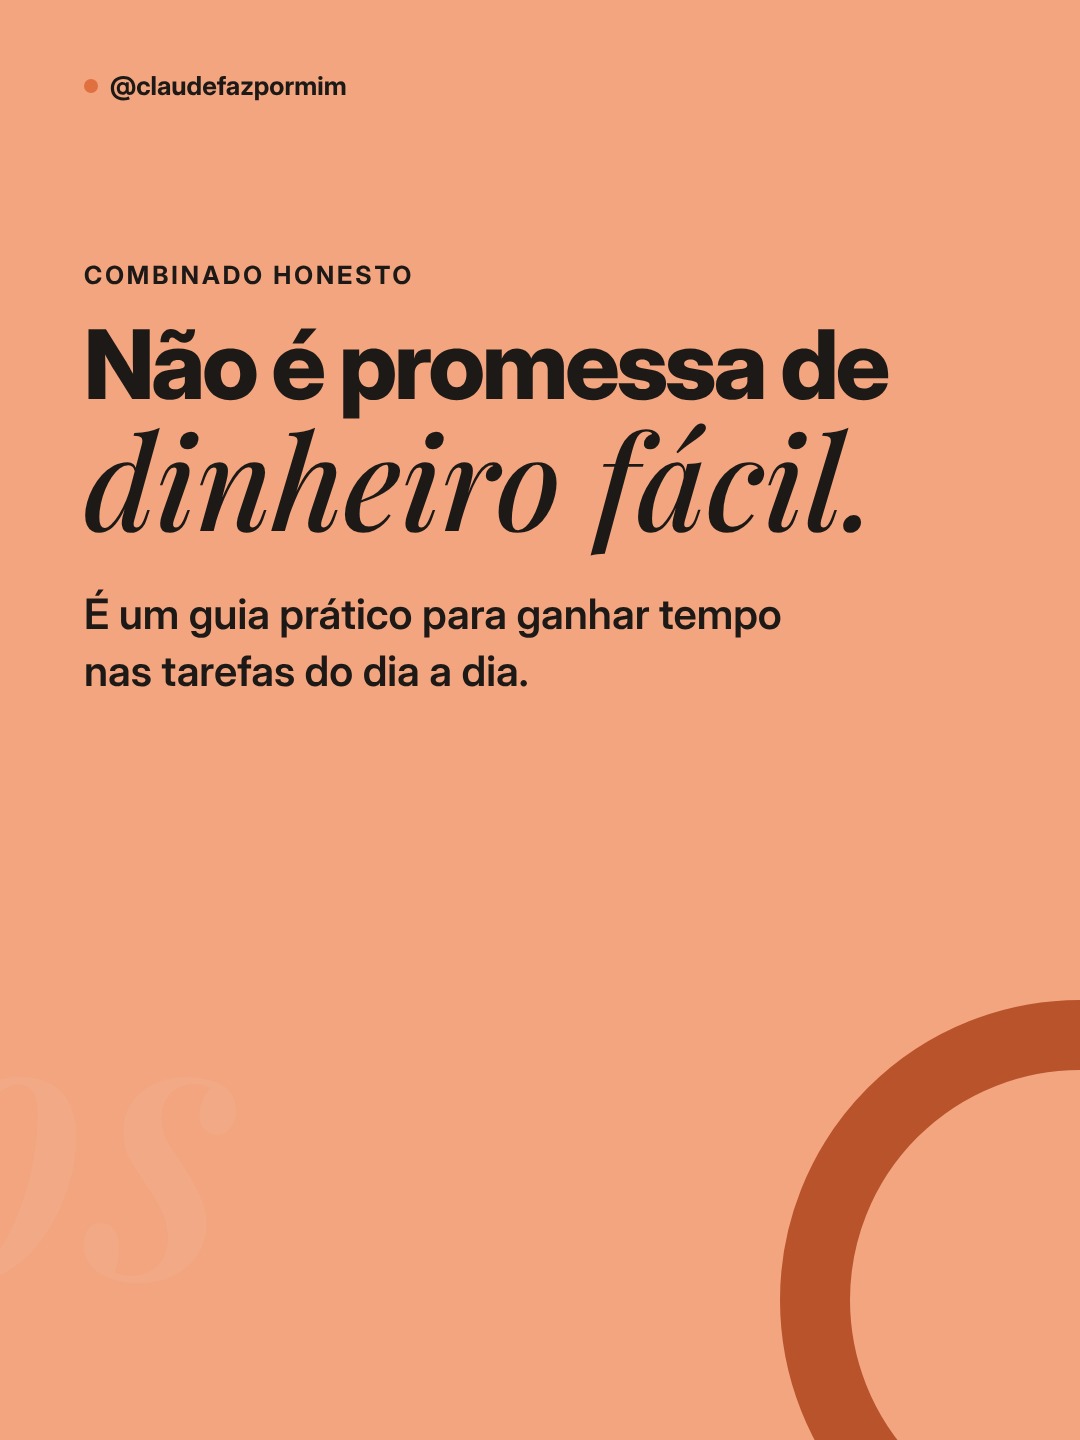 @claudefazpormim
COMBINADO HONESTO
Não é promessa de
dinheiro fácil.
É um guia prático para ganhar tempo
nas tarefas do dia a dia.
os